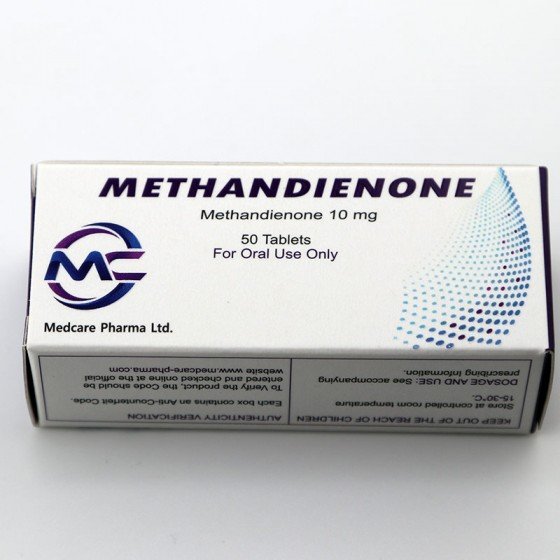 METHANDIENONE
Methandienone 10 mg
50 Tablets
For Oral Use Only
MC
Medcare Pharma Ltd.
KEEP OUT OF THE REACH OF CHILDREN
Store at controlled room temperature
15-30°C.
DOSAGE AND USE: See accompanying
prescribing information.
AUTHENTICITY VERIFICATION
Each box contains an Anti-Counterfeit Code.
To Verify the product, the Code should be
entered and checked online at the official
website www.medcare-pharma.com